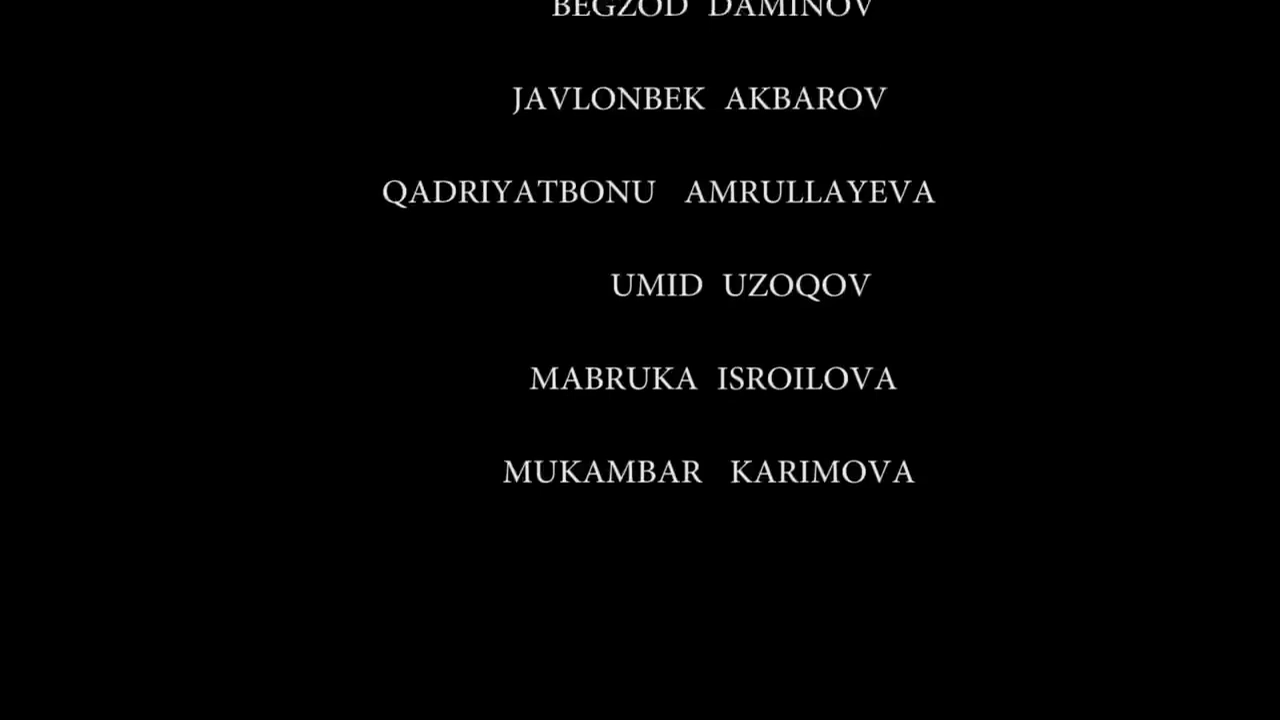 BEGZOD DAMINOV
JAVLONBEK AKBAROV
QADRIYATBONU AMRULLAYEVA
UMID UZOQOV
MABRUKA ISROILOVA
MUKAMBAR KARIMOVA